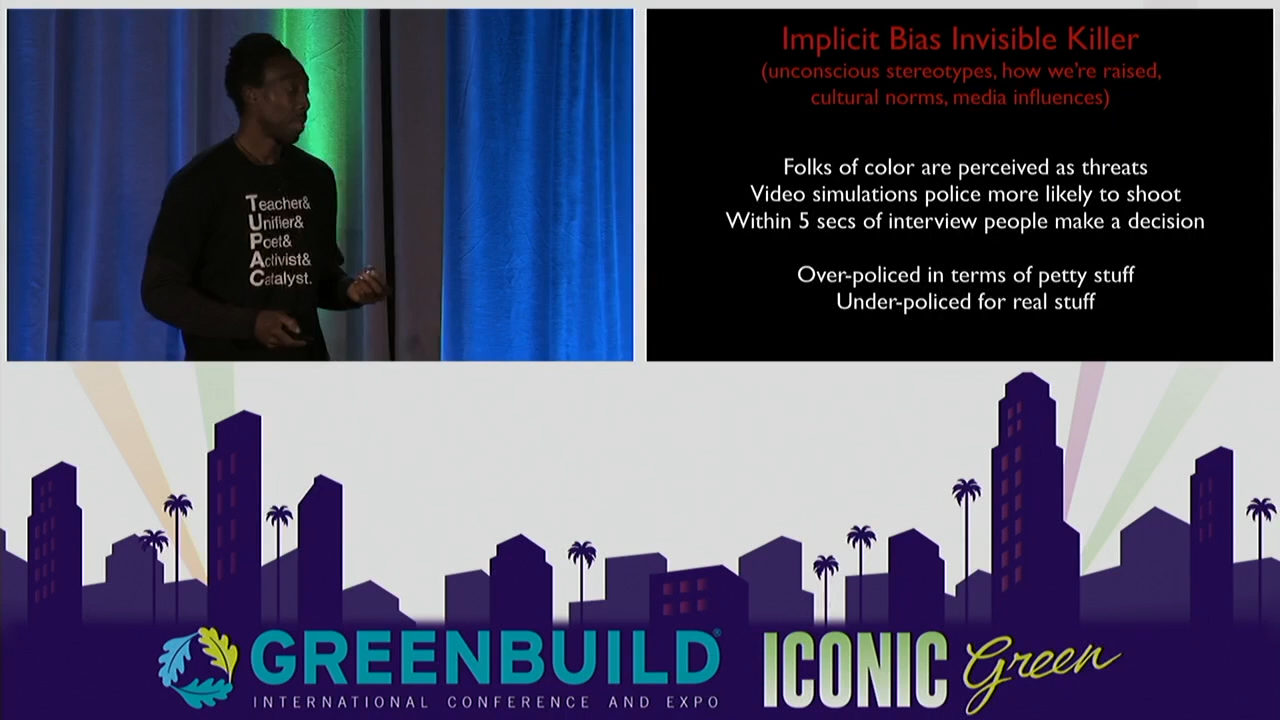 Teacher&
Unifier&
Poet&
Activist&
Catalyst.
Implicit Bias Invisible Killer
(unconscious stereotypes, how we're raised,
cultural norms, media influences)
Folks of color are perceived as threats
Video simulations police more likely to shoot
Within 5 secs of interview people make a decision
Over-policed in terms of petty stuff
Under-policed for real stuff
GREENBUILD®
INTERNATIONAL CONFERENCE AND EXPO
ICONIC Green